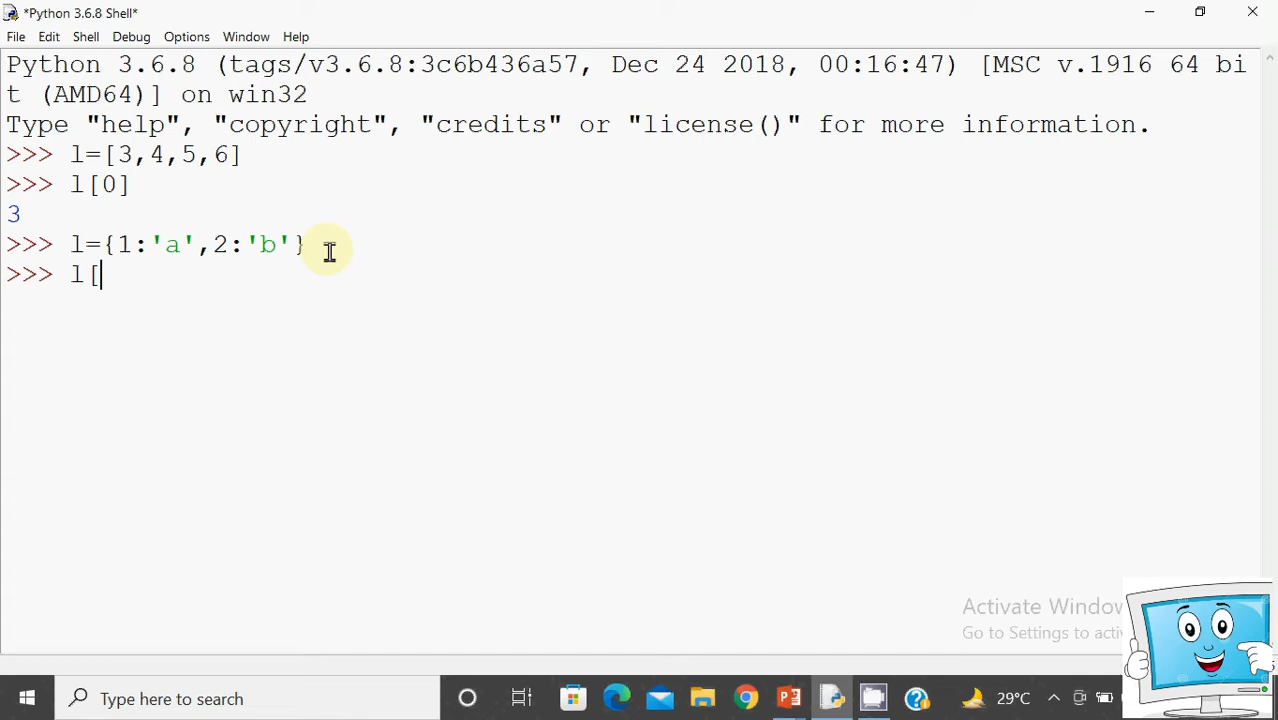 *Python 3.6.8 Shell*
File Edit Shell Debug Options Window Help
Python 3.6.8 (tags/v3.6.8:3c6b436a57, Dec 24 2018, 00:16:47) [MSC v.1916 64 bi
t (AMD64)] on win32
Type "help", "copyright", "credits" or "license()" for more information.
>>> l=[3,4,5,6]
>>> l[0]
3
>>> l={1:'a',2:'b'}
>>> l[
Activate Window
Go to Settings to activ
Type here to search
29°C